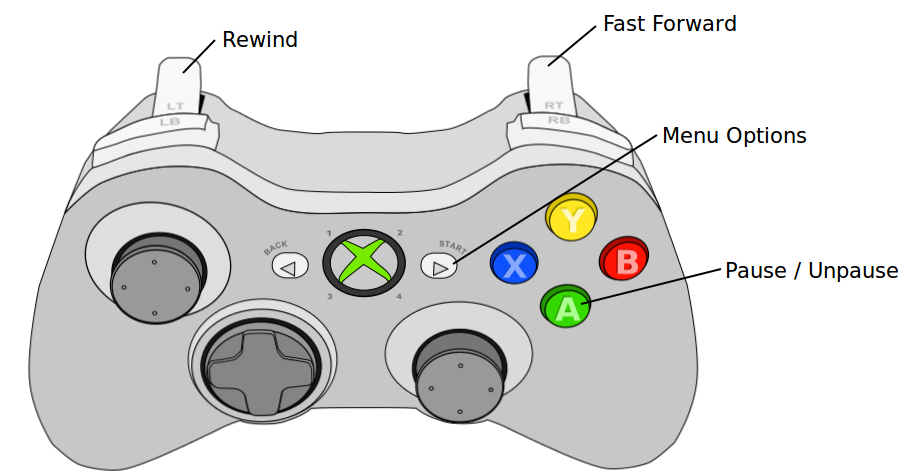 Fast Forward
Rewind
LT
RT
LB
RB
Menu Options
Y
1
2
BACK
START
X
B
Pause / Unpause
3
4
A